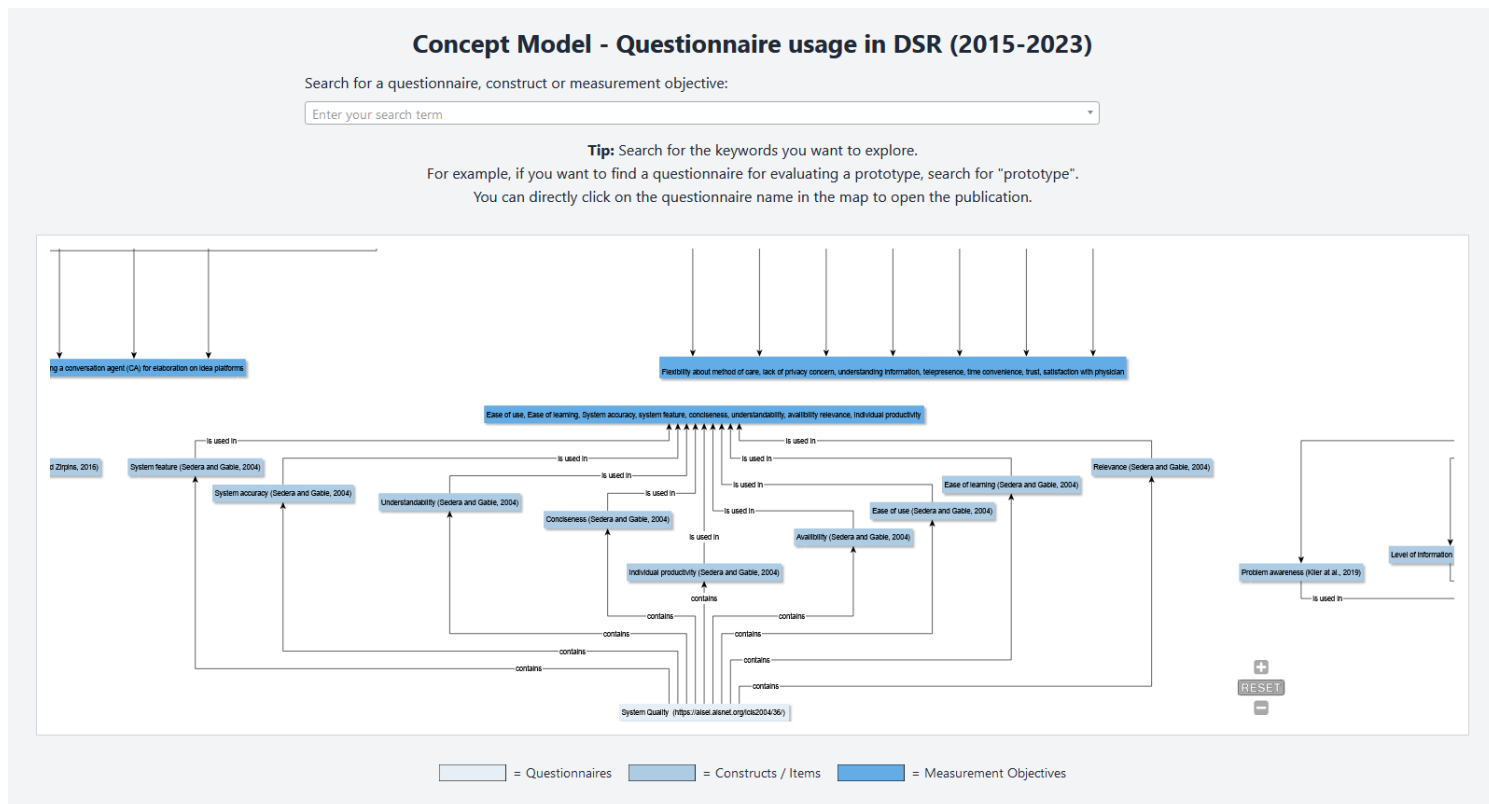 Concept Model - Questionnaire usage in DSR (2015-2023)
Search for a questionnaire, construct or measurement objective:
Enter your search term
Tip: Search for the keywords you want to explore.
For example, if you want to find a questionnaire for evaluating a prototype, search for "prototype".
You can directly click on the questionnaire name in the map to open the publication.
ng a conversation agent (CA) for elaboration on idea platforms
Flexibility about method of care, lack of privacy concern, understanding information, telepresence, time convenience, trust, satisfaction with physician
Ease of use, Ease of learning, System accuracy, system feature, conciseness, understandability, availibility relevance, Individual productivity
is used in
is used in
is used in
is used in
is used in
is used in
is used in
is used in
is used in
d Zirpins, 2016)
System feature (Sedera and Gable, 2004)
Relevance (Sedera and Gable, 2004)
System accuracy (Sedera and Gable, 2004)
Ease of learning (Sedera and Gable, 2004)
Understandability (Sedera and Gable, 2004)
Ease of use (Sedera and Gable, 2004)
Conciseness (Sedera and Gable, 2004)
Availibility (Sedera and Gable, 2004)
Individual productivity (Sedera and Gable, 2004)
Level of information
Problem awareness (Klier at al., 2019)
is used in
contains
contains
contains
contains
contains
contains
contains
contains
contains
System Quality (https://aisel.aisnet.org/icis2004/36/)
+
RESET
−
= Questionnaires
= Constructs / Items
= Measurement Objectives